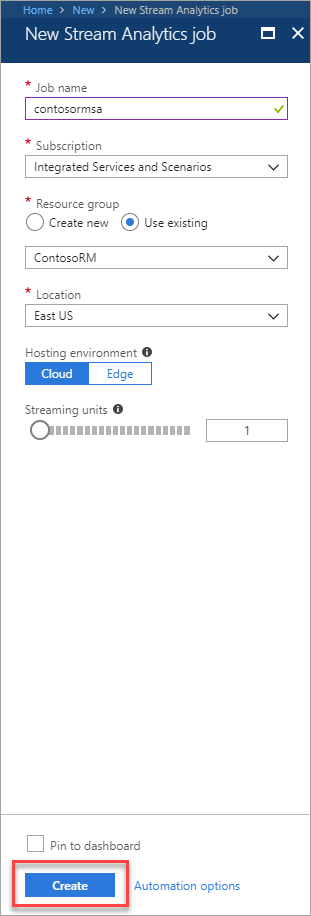 Home > New > New Stream Analytics job
New Stream Analytics job
* Job name
contosormsa
* Subscription
Integrated Services and Scenarios
* Resource group
Create new Use existing
ContosoRM
* Location
East US
Hosting environment
Cloud Edge
Streaming units
1
Pin to dashboard
Create Automation options